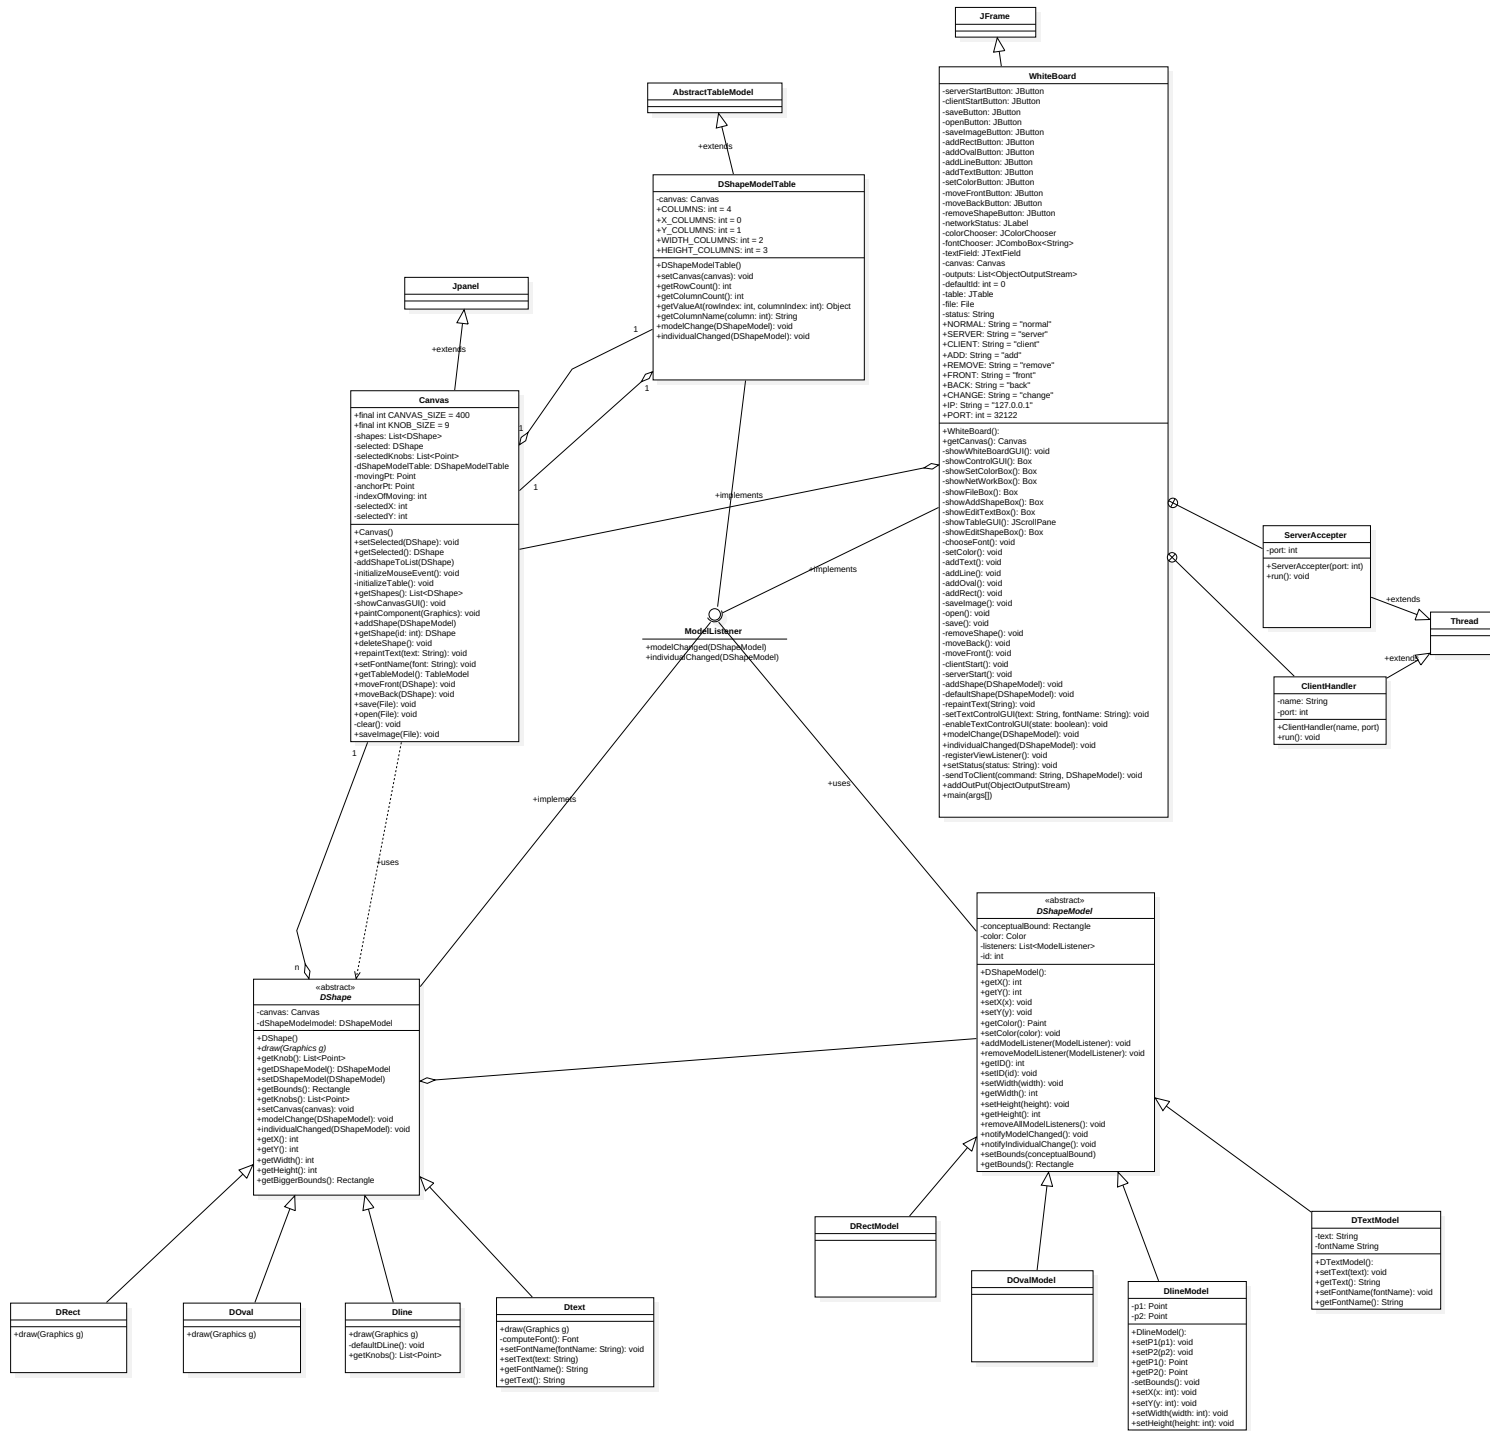 JFrame
WhiteBoard
-serverStartButton: JButton
-clientStartButton: JButton
-saveButton: JButton
-openButton: JButton
-saveImageButton: JButton
-addRectButton: JButton
-addOvalButton: JButton
-addLineButton: JButton
-addTextButton: JButton
-setColorButton: JButton
-moveFrontButton: JButton
-moveBackButton: JButton
-removeShapeButton: JButton
-networkStatus: JLabel
-colorChooser: JColorChooser
-fontChooser: JComboBox<String>
-textField: JTextField
-canvas: Canvas
-outputs: List<ObjectOutputStream>
-defaultId: int = 0
-table: JTable
-file: File
-status: String
+NORMAL: String = "normal"
+SERVER: String = "server"
+CLIENT: String = "client"
+ADD: String = "add"
+REMOVE: String = "remove"
+FRONT: String = "front"
+BACK: String = "back"
+CHANGE: String = "change"
+IP: String = "127.0.0.1"
+PORT: int = 32122
+WhiteBoard():
+getCanvas(): Canvas
-showWhiteBoardGUI(): void
-showControlGUI(): Box
-showSetColorBox(): Box
-showNetWorkBox(): Box
-showFileBox(): Box
-showAddShapeBox(): Box
-showEditTextBox(): Box
-showTableGUI(): JScrollPane
-showEditShapeBox(): Box
-chooseFont(): void
-setColor(): void
-addText(): void
-addLine(): void
-addOval(): void
-addRect(): void
-saveImage(): void
-open(): void
-save(): void
-removeShape(): void
-moveBack(): void
-moveFront(): void
-clientStart(): void
-serverStart(): void
-addShape(DShapeModel): void
-defaultShape(DShapeModel): void
-repaintText(String): void
-setTextControlGUI(text: String, fontName: String): void
-enableTextControlGUI(state: boolean): void
+modelChange(DShapeModel): void
+individualChanged(DShapeModel): void
-registerViewListener(): void
+setStatus(status: String): void
-sendToClient(command: String, DShapeModel): void
+addOutPut(ObjectOutputStream)
+main(args[])
AbstractTableModel
+extends
DShapeModelTable
-canvas: Canvas
+COLUMNS: int = 4
+X_COLUMNS: int = 0
+Y_COLUMNS: int = 1
+WIDTH_COLUMNS: int = 2
+HEIGHT_COLUMNS: int = 3
+DShapeModelTable()
+setCanvas(canvas): void
+getRowCount(): int
+getColumnCount(): int
+getValueAt(rowIndex: int, columnIndex: int): Object
+getColumnName(column: int): String
+modelChange(DShapeModel): void
+individualChanged(DShapeModel): void
1
1
Jpanel
+extends
Canvas
+final int CANVAS_SIZE = 400
+final int KNOB_SIZE = 9
-shapes: List<DShape>
-selected: DShape
-selectedKnobs: List<Point>
-dShapeModelTable: DShapeModelTable
-movingPt: Point
-anchorPt: Point
-indexOfMoving: int
-selectedX: int
-selectedY: int
+Canvas()
+setSelected(DShape): void
+getSelected(): DShape
-addShapeToList(DShape)
-initializeMouseEvent(): void
-initializeTable(): void
+getShapes(): List<DShape>
-showCanvasGUI(): void
+paintComponent(Graphics): void
+addShape(DShapeModel)
+getShape(id: int): DShape
+deleteShape(): void
+repaintText(text: String): void
+setFontName(font: String): void
+getTableModel(): TableModel
+moveFront(DShape): void
+moveBack(DShape): void
+save(File): void
+open(File): void
-clear(): void
+saveImage(File): void
1
1
+implements
+implements
ModelListener
+modelChanged(DShapeModel)
+individualChanged(DShapeModel)
ServerAccepter
-port: int
+ServerAccepter(port: int)
+run(): void
+extends
Thread
+extends
ClientHandler
-name: String
-port: int
+ClientHandler(name, port)
+run(): void
1
+uses
+implemets
+uses
n
«abstract»
DShape
-canvas: Canvas
-dShapeModelmodel: DShapeModel
+DShape()
+draw(Graphics g)
+getKnob(): List<Point>
+getDShapeModel(): DShapeModel
+setDShapeModel(DShapeModel)
+getBounds(): Rectangle
+getKnobs(): List<Point>
+setCanvas(canvas): void
+modelChange(DShapeModel): void
+individualChanged(DShapeModel): void
+getX(): int
+getY(): int
+getWidth(): int
+getHeight(): int
+getBiggerBounds(): Rectangle
«abstract»
DShapeModel
-conceptualBound: Rectangle
-color: Color
-listeners: List<ModelListener>
-id: int
+DShapeModel():
+getX(): int
+getY(): int
+setX(x): void
+setY(y): void
+getColor(): Paint
+setColor(color): void
+addModelListener(ModelListener): void
+removeModelListener(ModelListener): void
+getID(): int
+setID(id): void
+setWidth(width): void
+getWidth(): int
+setHeight(height): void
+getHeight(): int
+removeAllModelListeners(): void
+notifyModelChanged(): void
+notifyIndividualChange(): void
+setBounds(conceptualBound)
+getBounds(): Rectangle
DRect
+draw(Graphics g)
DOval
+draw(Graphics g)
Dline
+draw(Graphics g)
-defaultDLine(): void
+getKnobs(): List<Point>
Dtext
+draw(Graphics g)
-computeFont(): Font
+setFontName(fontName: String): void
+setText(text: String)
+getFontName(): String
+getText(): String
DRectModel
DOvalModel
DlineModel
-p1: Point
-p2: Point
+DlineModel():
+setP1(p1): void
+setP2(p2): void
+getP1(): Point
+getP2(): Point
-setBounds(): void
+setX(x: int): void
+setY(y: int): void
+setWidth(width: int): void
+setHeight(height: int): void
DTextModel
-text: String
-fontName String
+DTextModel():
+setText(text): void
+getText(): String
+setFontName(fontName): void
+getFontName(): String